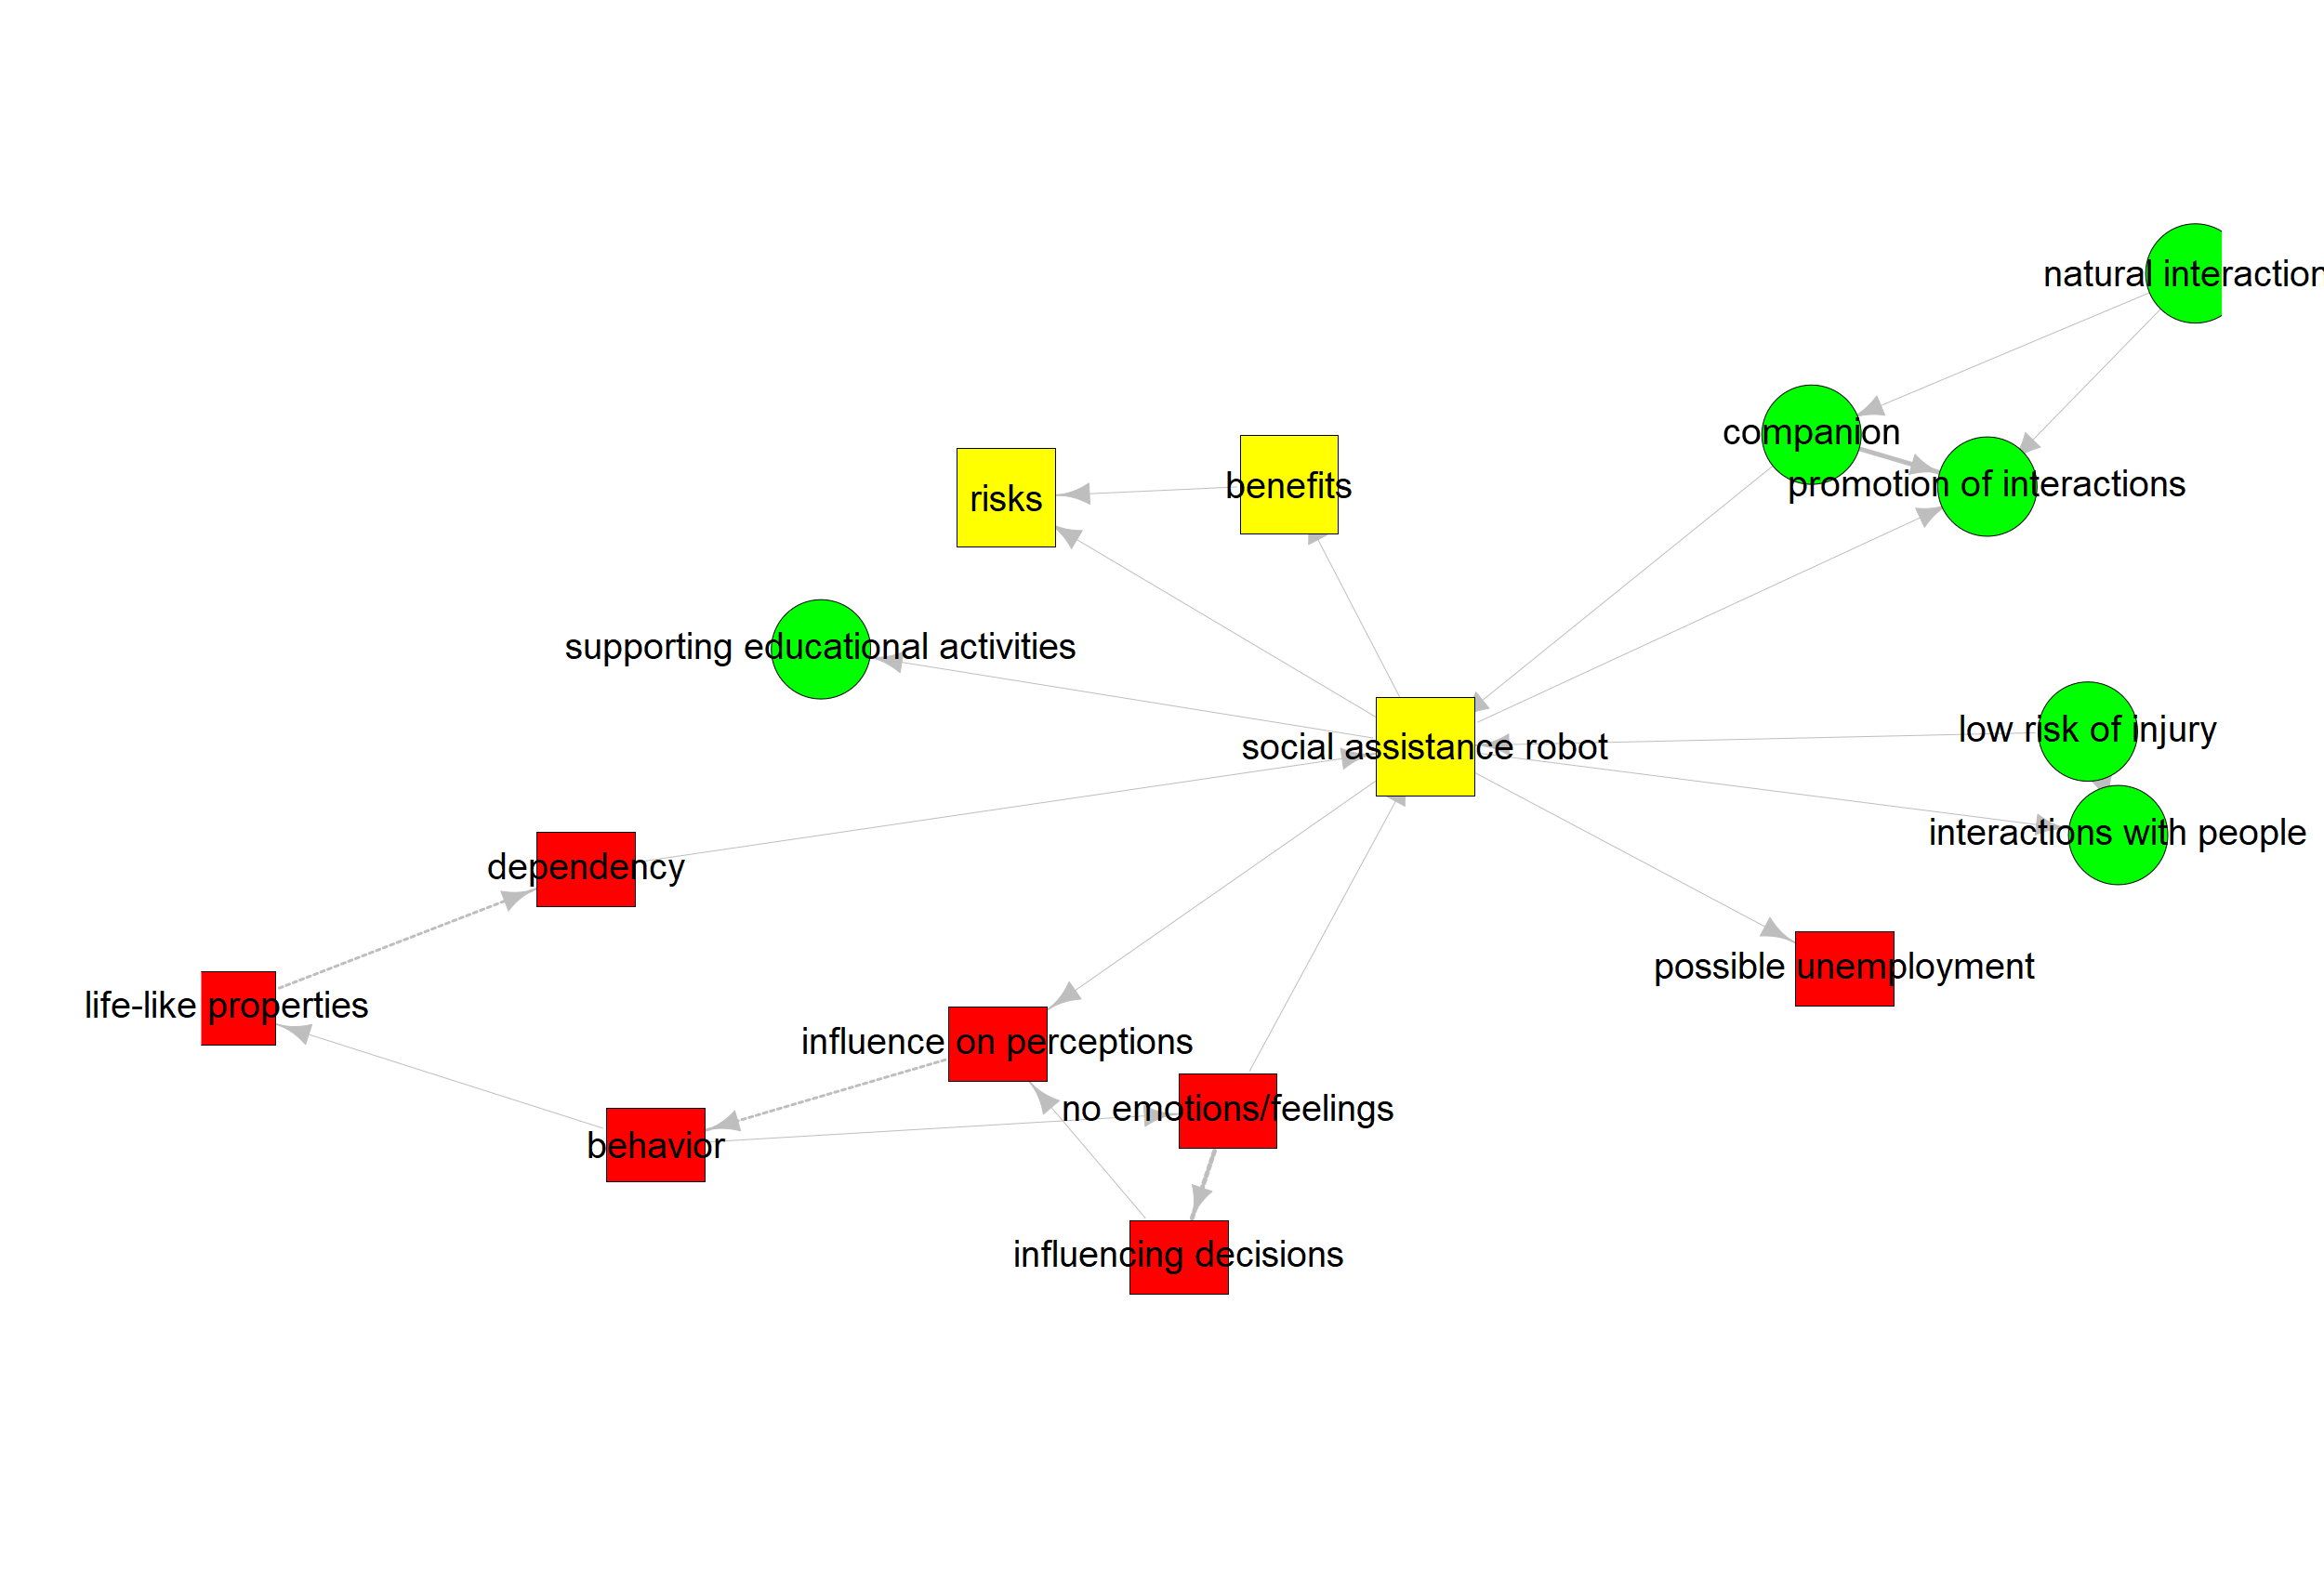 natural interaction
companion
promotion of interactions
benefits
risks
supporting educational activities
low risk of injury
social assistance robot
interactions with people
dependency
possible unemployment
life-like properties
influence on perceptions
no emotions/feelings
behavior
influencing decisions